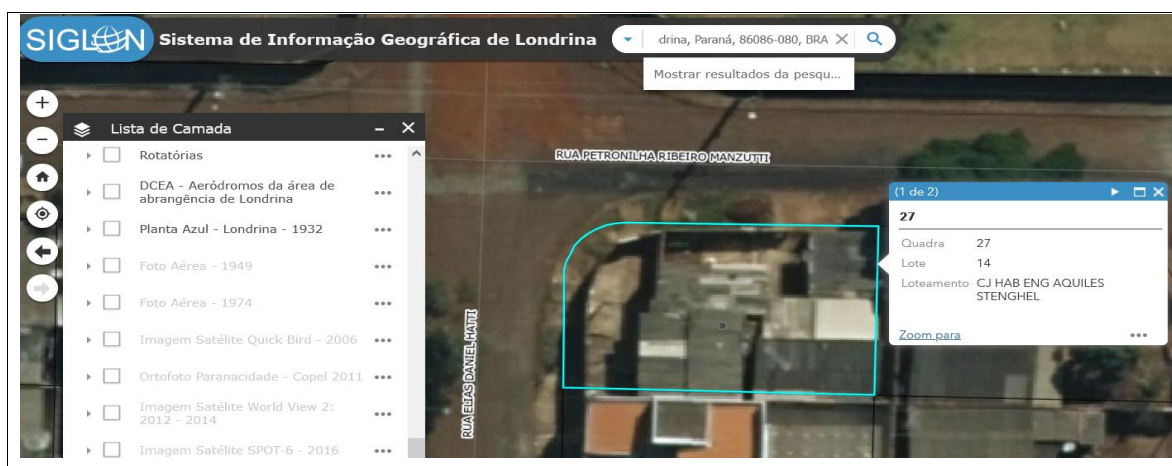 SIGLON Sistema de Informação Geográfica de Londrina
drina, Paraná, 86086-080, BRA
Mostrar resultados da pesqu...
Lista de Camada
Rotatórias
DCEA - Aeródromos da área de
abrangência de Londrina
Planta Azul - Londrina - 1932
Foto Aérea - 1949
Foto Aérea - 1974
Imagem Satélite Quick Bird - 2006
Ortofoto Paranacidade - Copel 2011
Imagem Satélite World View 2:
2012 - 2014
Imagem Satélite SPOT-6 - 2016
RUA PETRONILHA RIBEIRO MANZUTTI
RUA ELIAS DANIEL HATTI
(1 de 2)
27
Quadra 27
Lote 14
Loteamento CJ HAB ENG AQUILES
STENGHEL
Zoom para